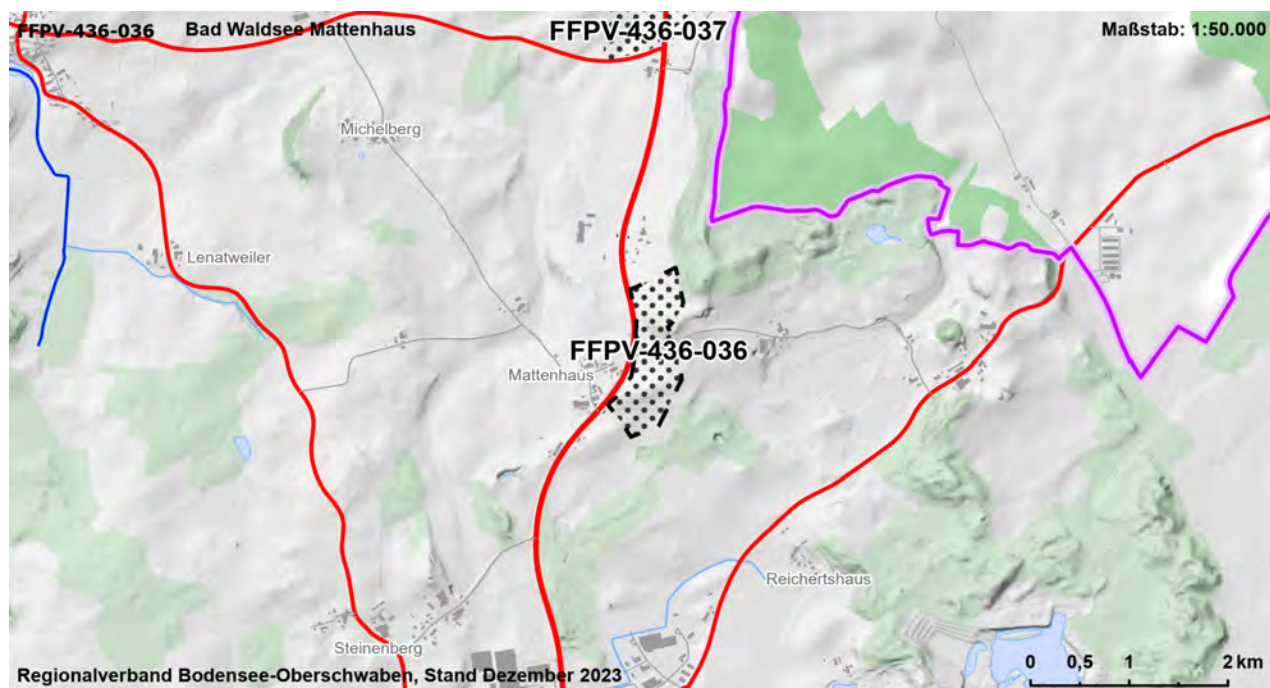 FFPV-436-036 Bad Waldsee Mattenhaus FFPV-436-037 Maßstab: 1:50.000
Michelberg
Lenatweiler
FFPV-436-036
Mattenhaus
Reichertshaus
Steinenberg
0 0,5 1 2 km
Regionalverband Bodensee-Oberschwaben, Stand Dezember 2023